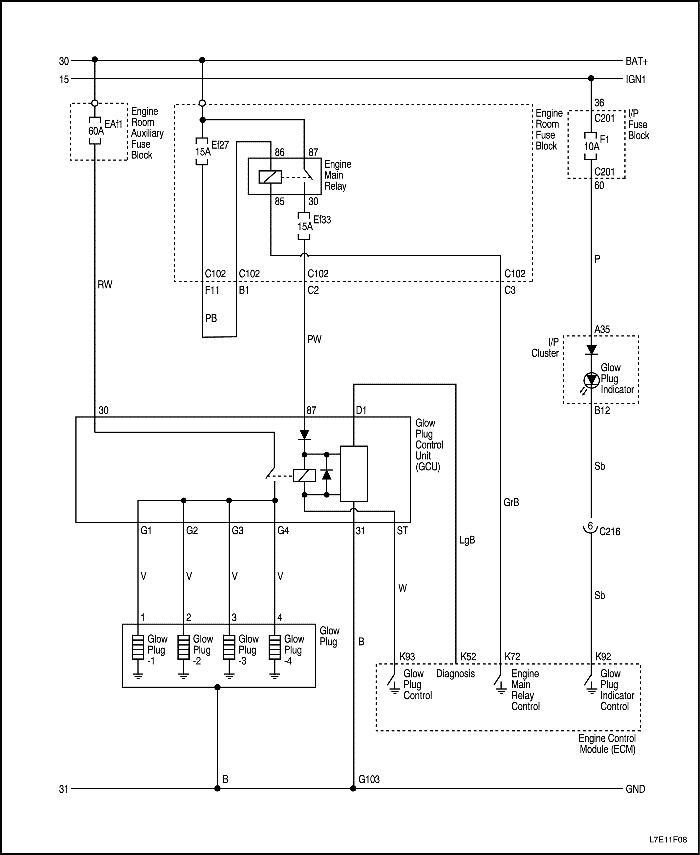 30 BAT+
15 IGN1
EAf1
60A
Engine
Room
Auxiliary
Fuse
Block
Ef27
15A
86 87
Engine
Main
Relay
85 30
Ef33
15A
Engine
Room
Fuse
Block
36
C201
F1
10A
C201
60
I/P
Fuse
Block
C102 C102 C102 C102
F11 B1 C2 C3
RW
PB
PW
P
A35
I/P
Cluster
Glow
Plug
Indicator
B12
30 87 D1
Glow
Plug
Control
Unit
(GCU)
G1 G2 G3 G4 31 ST
Sb
GrB
LgB
6 C216
V V V V W
Sb
B
1 2 3 4
Glow
Plug
Glow
Plug
-1
Glow
Plug
-2
Glow
Plug
-3
Glow
Plug
-4
K93 K52 K72 K92
Glow
Plug
Control
Diagnosis
Engine
Main
Relay
Control
Glow
Plug
Indicator
Control
Engine Control
Module (ECM)
B G103
31 GND
L7E11F08